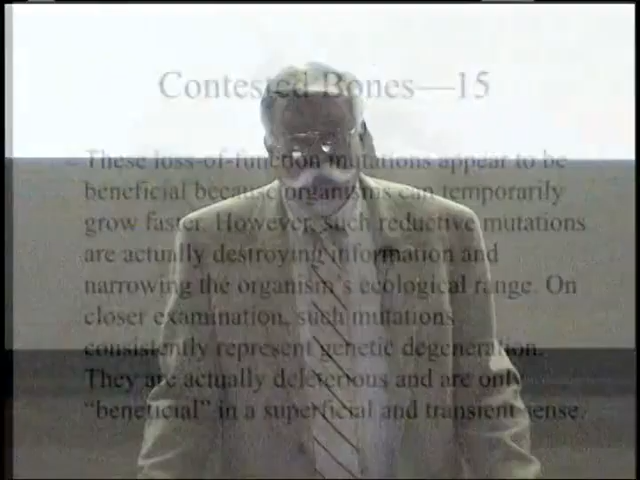 Contested Bones—15
– These loss-of-function mutations appear to be
beneficial because organisms can temporarily
grow faster. However, such reductive mutations
are actually destroying information and
narrowing the organism's ecological range. On
closer examination, such mutations
consistently represent genetic degeneration.
They are actually deleterious and are only
“beneficial” in a superficial and transient sense.